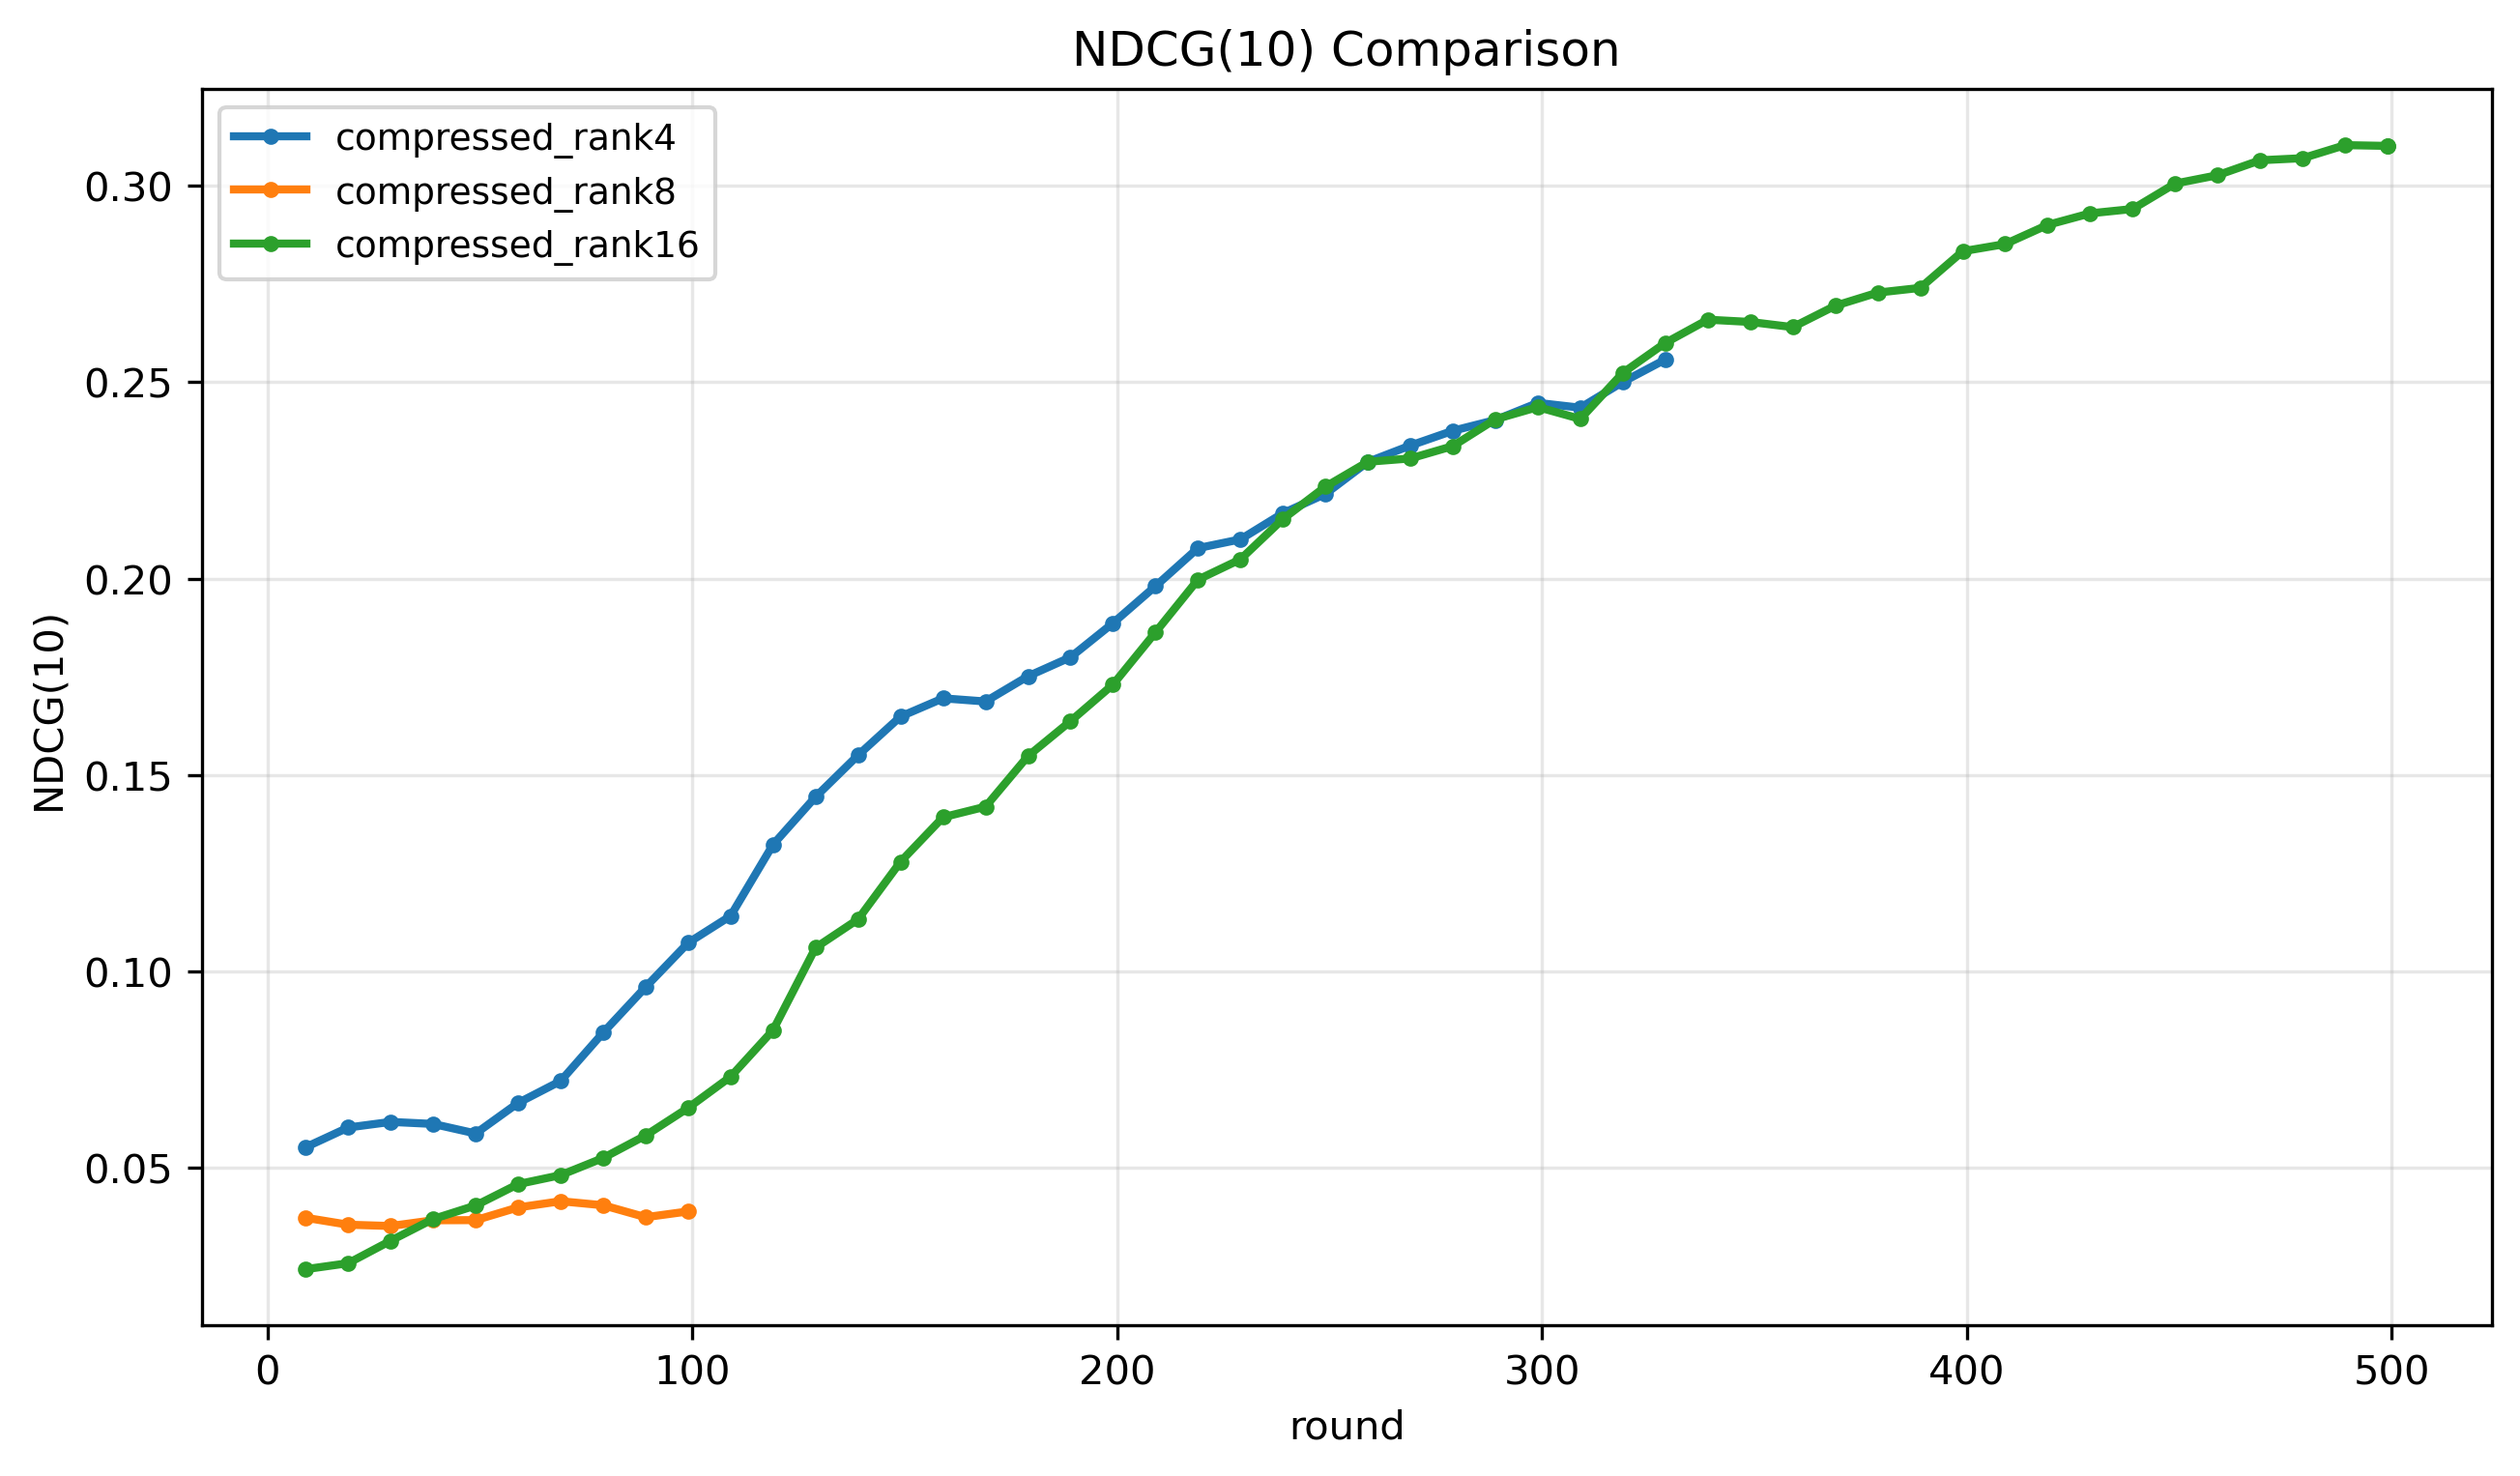 NDCG(10) Comparison
compressed_rank4
compressed_rank8
compressed_rank16
0.30
0.25
0.20
0.15
0.10
0.05
NDCG(10)
0 100 200 300 400 500
round